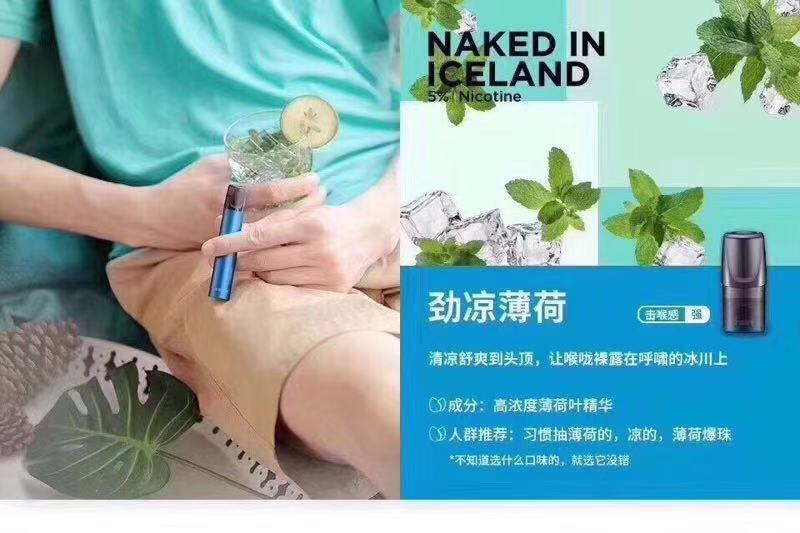 NAKED IN
ICELAND
5% Nicotine
劲凉薄荷
击喉感 强
清凉舒爽到头顶，让喉咙裸露在呼啸的冰川上
成分：高浓度薄荷叶精华
人群推荐：习惯抽薄荷的，凉的，薄荷爆珠
*不知道选什么口味的，就选它没错